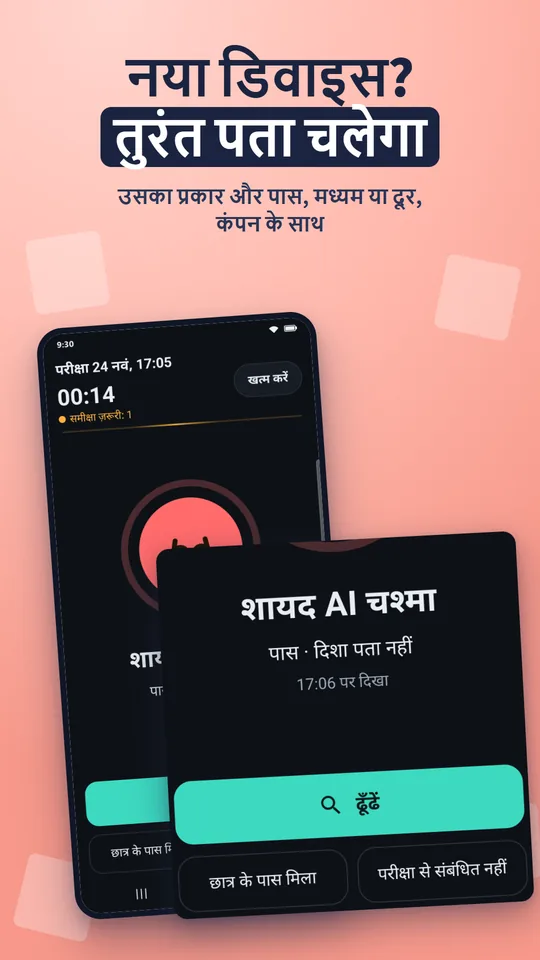 नया डिवाइस?
तुरंत पता चलेगा
उसका प्रकार और पास, मध्यम या दूर,
कंपन के साथ
9:30
परीक्षा 24 नवं, 17:05
00:14
खत्म करें
समीक्षा ज़रूरी: 1
शायद AI चश्मा
पास · दिशा पता नहीं
17:06 पर दिखा
ढूँढें
छात्र के पास मिला
परीक्षा से संबंधित नहीं